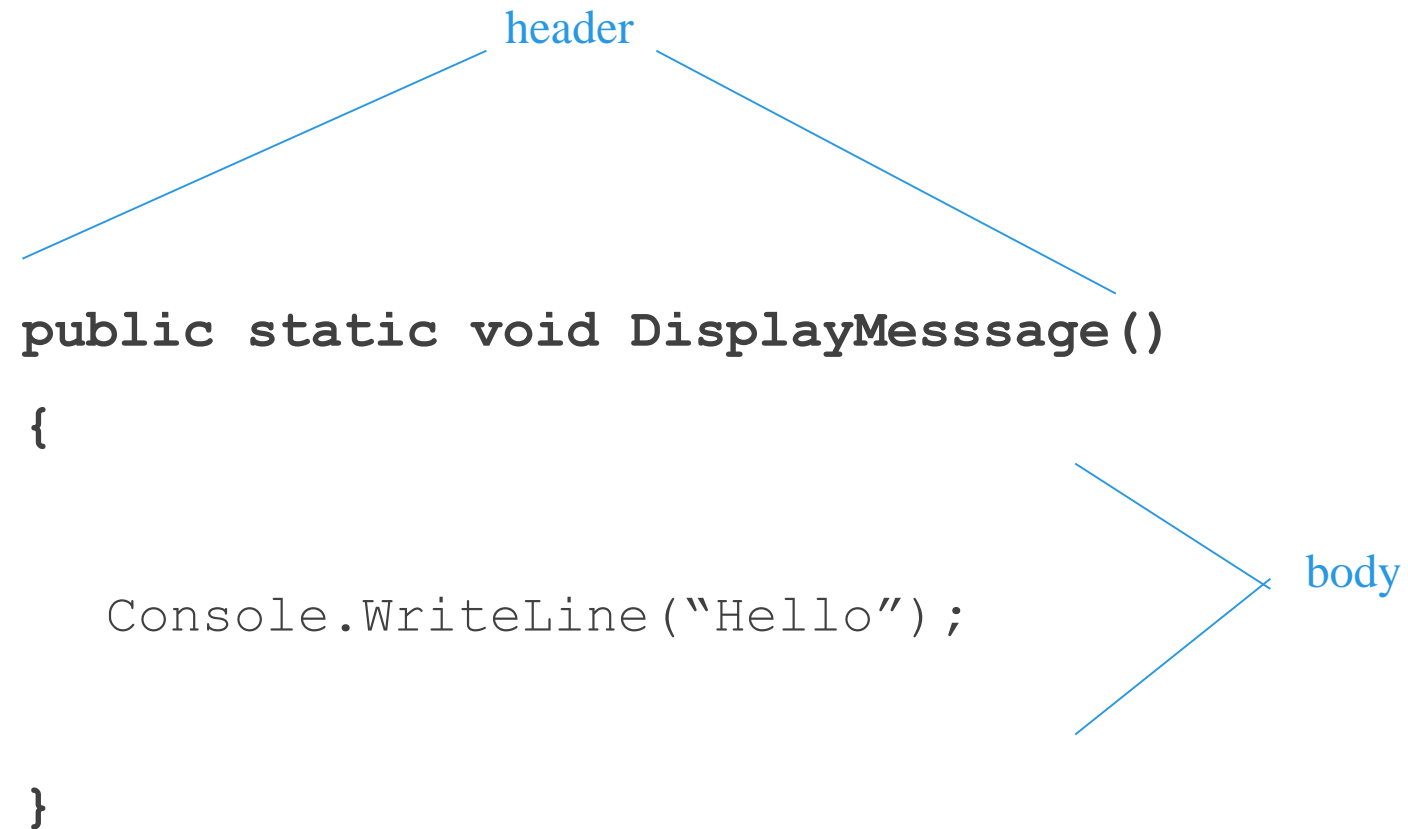 header
public static void DisplayMesssage()
{
Console.WriteLine(“Hello”);
body
}